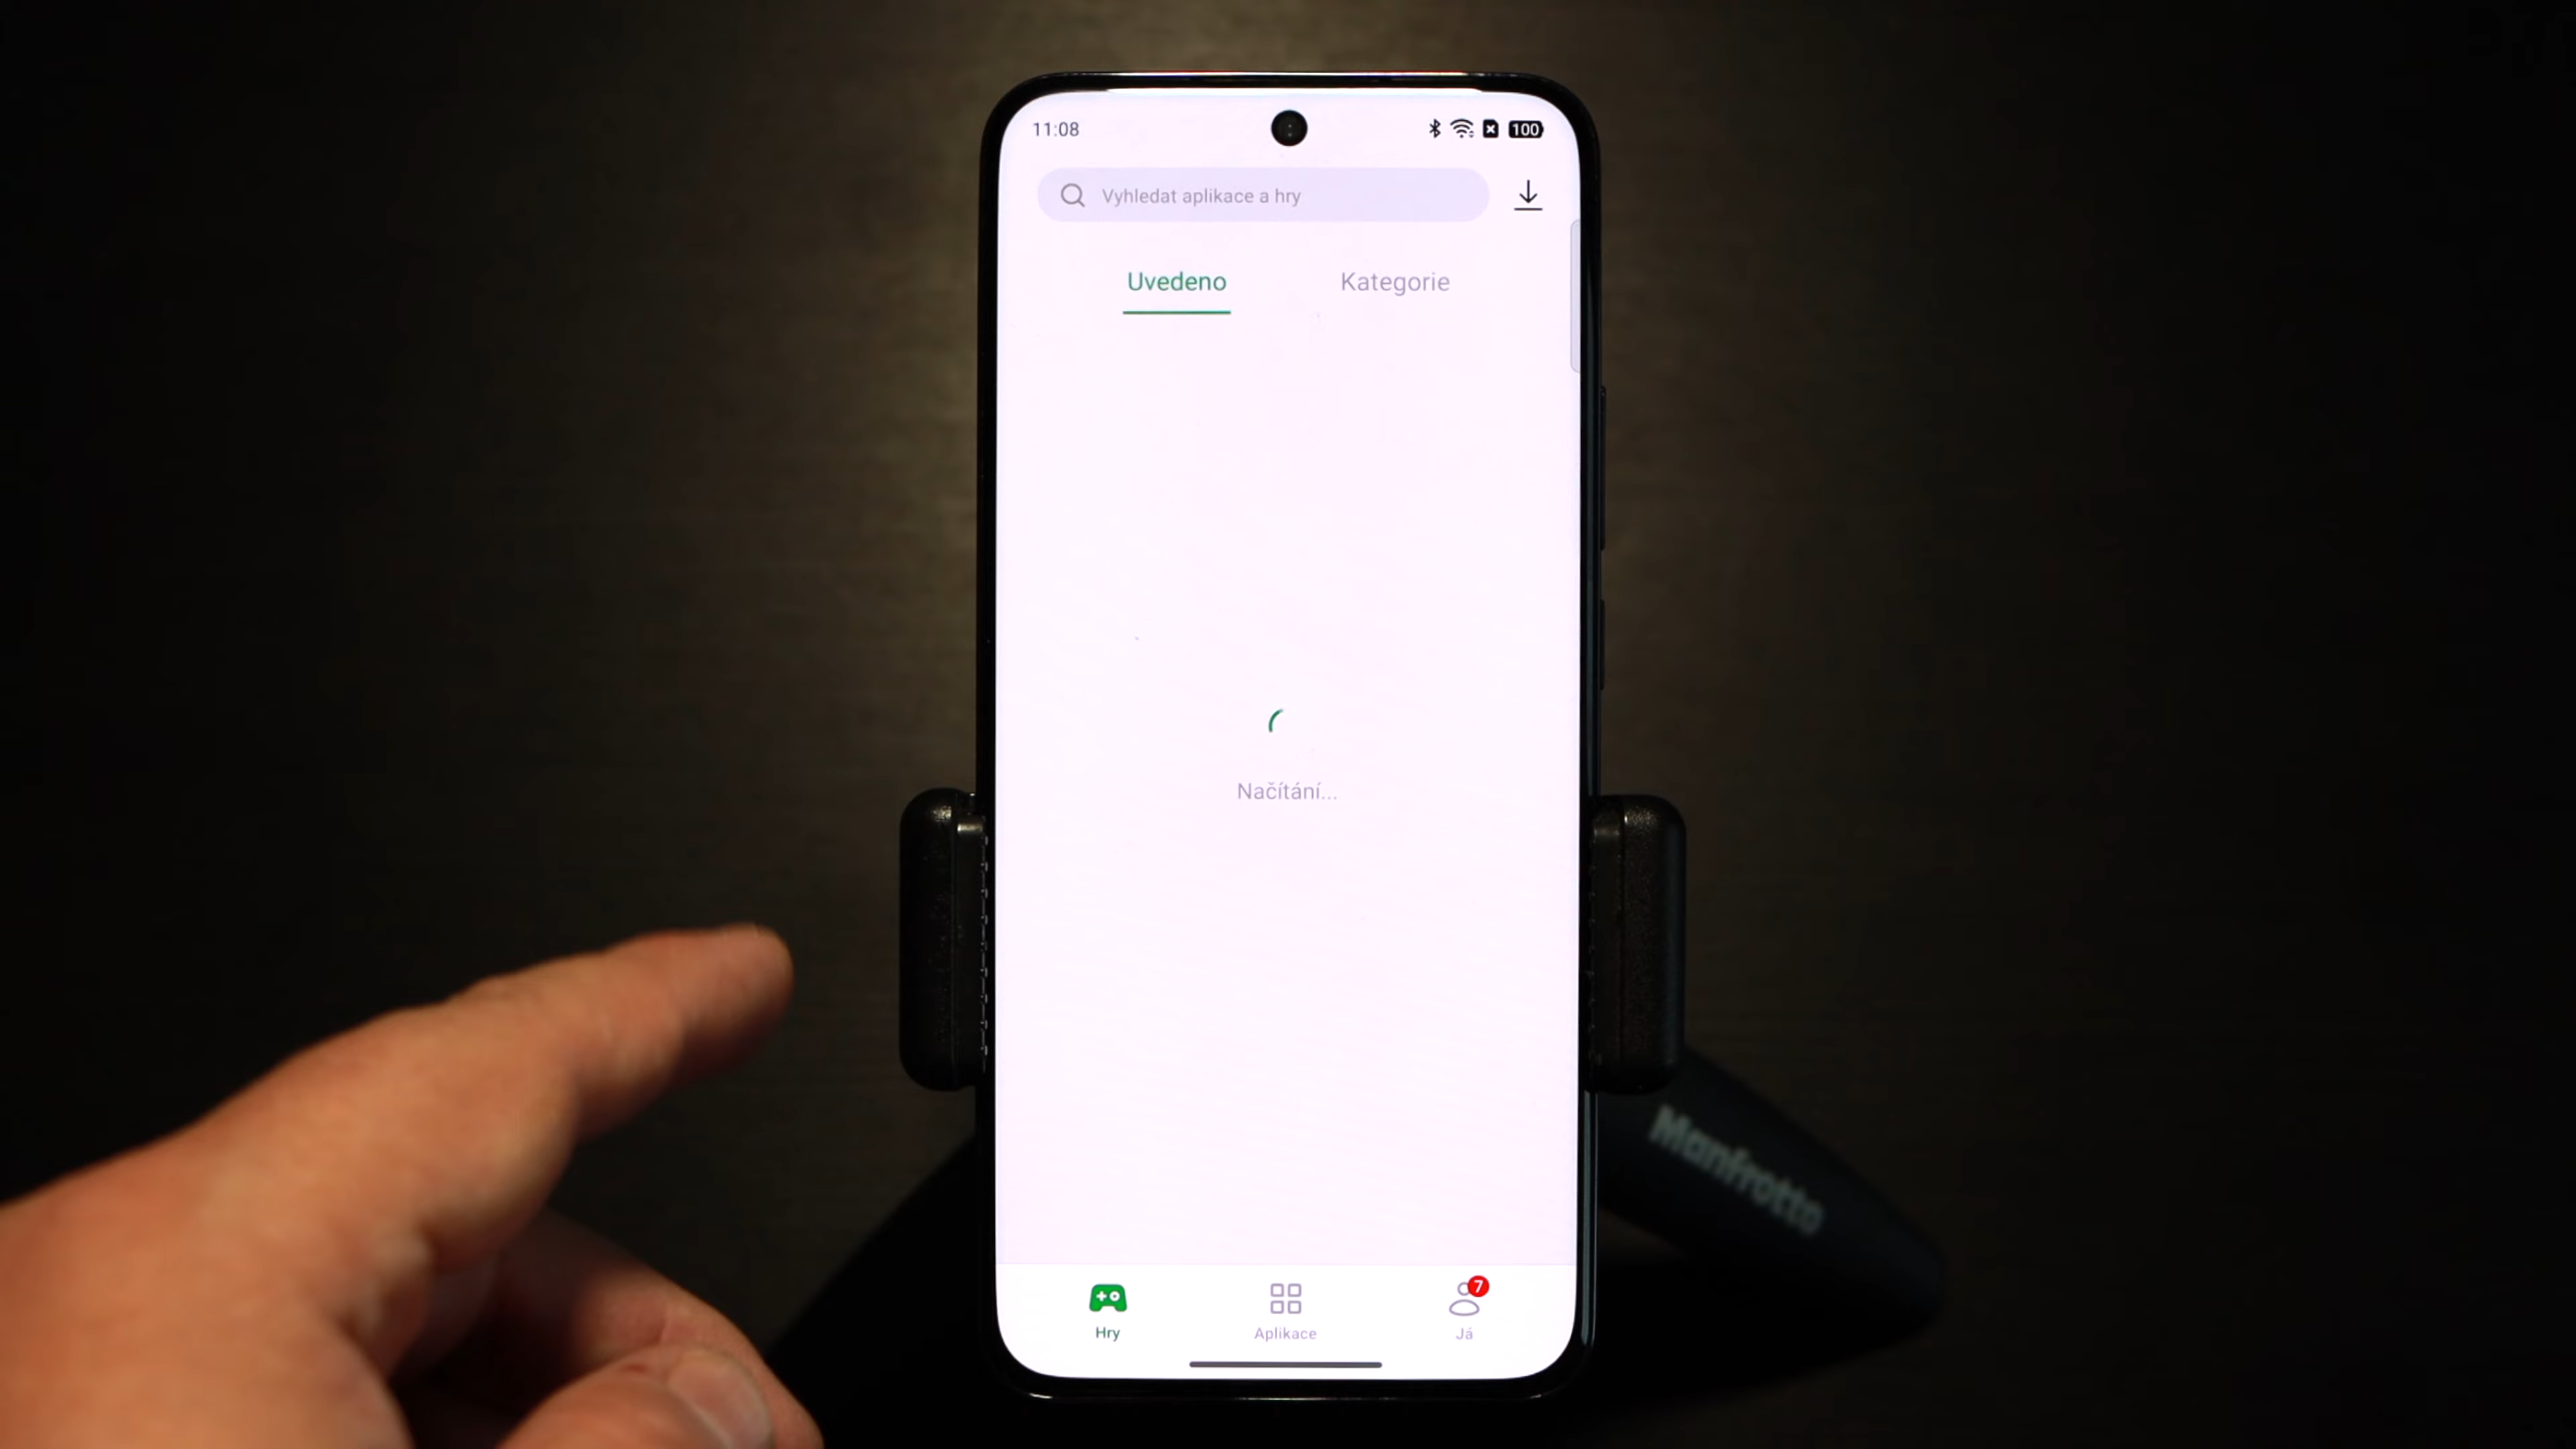 11:08
100
Vyhledat aplikace a hry
Uvedeno
Kategorie
Načítání...
Manfrotto
7
Hry
Aplikace
Já